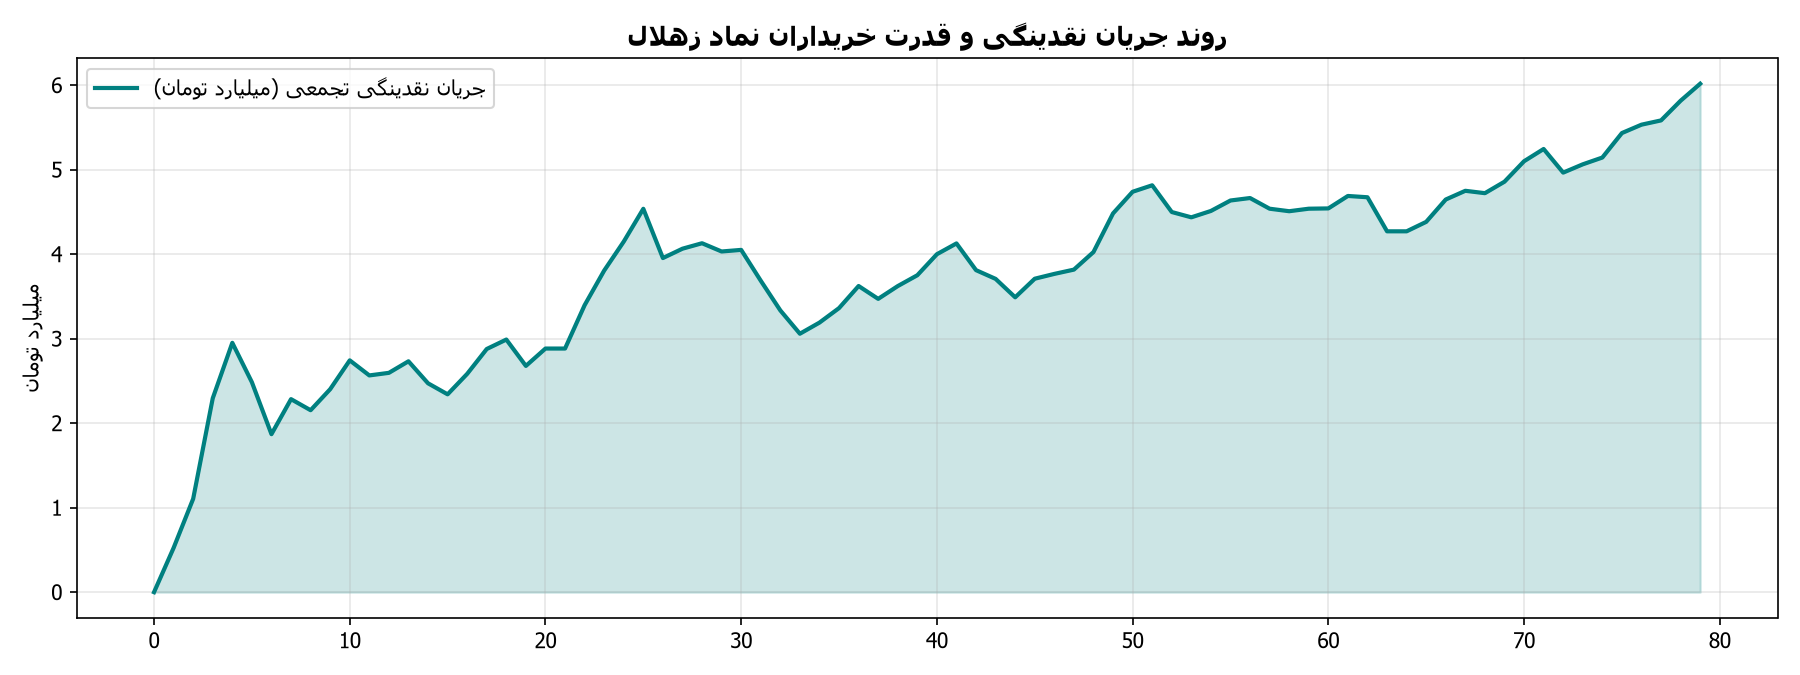 روند جریان نقدینگی و قدرت خریداران نماد زهلال
جریان نقدینگی تجمعی (میلیارد تومان)
میلیارد تومان
6
5
4
3
2
1
0
0 10 20 30 40 50 60 70 80